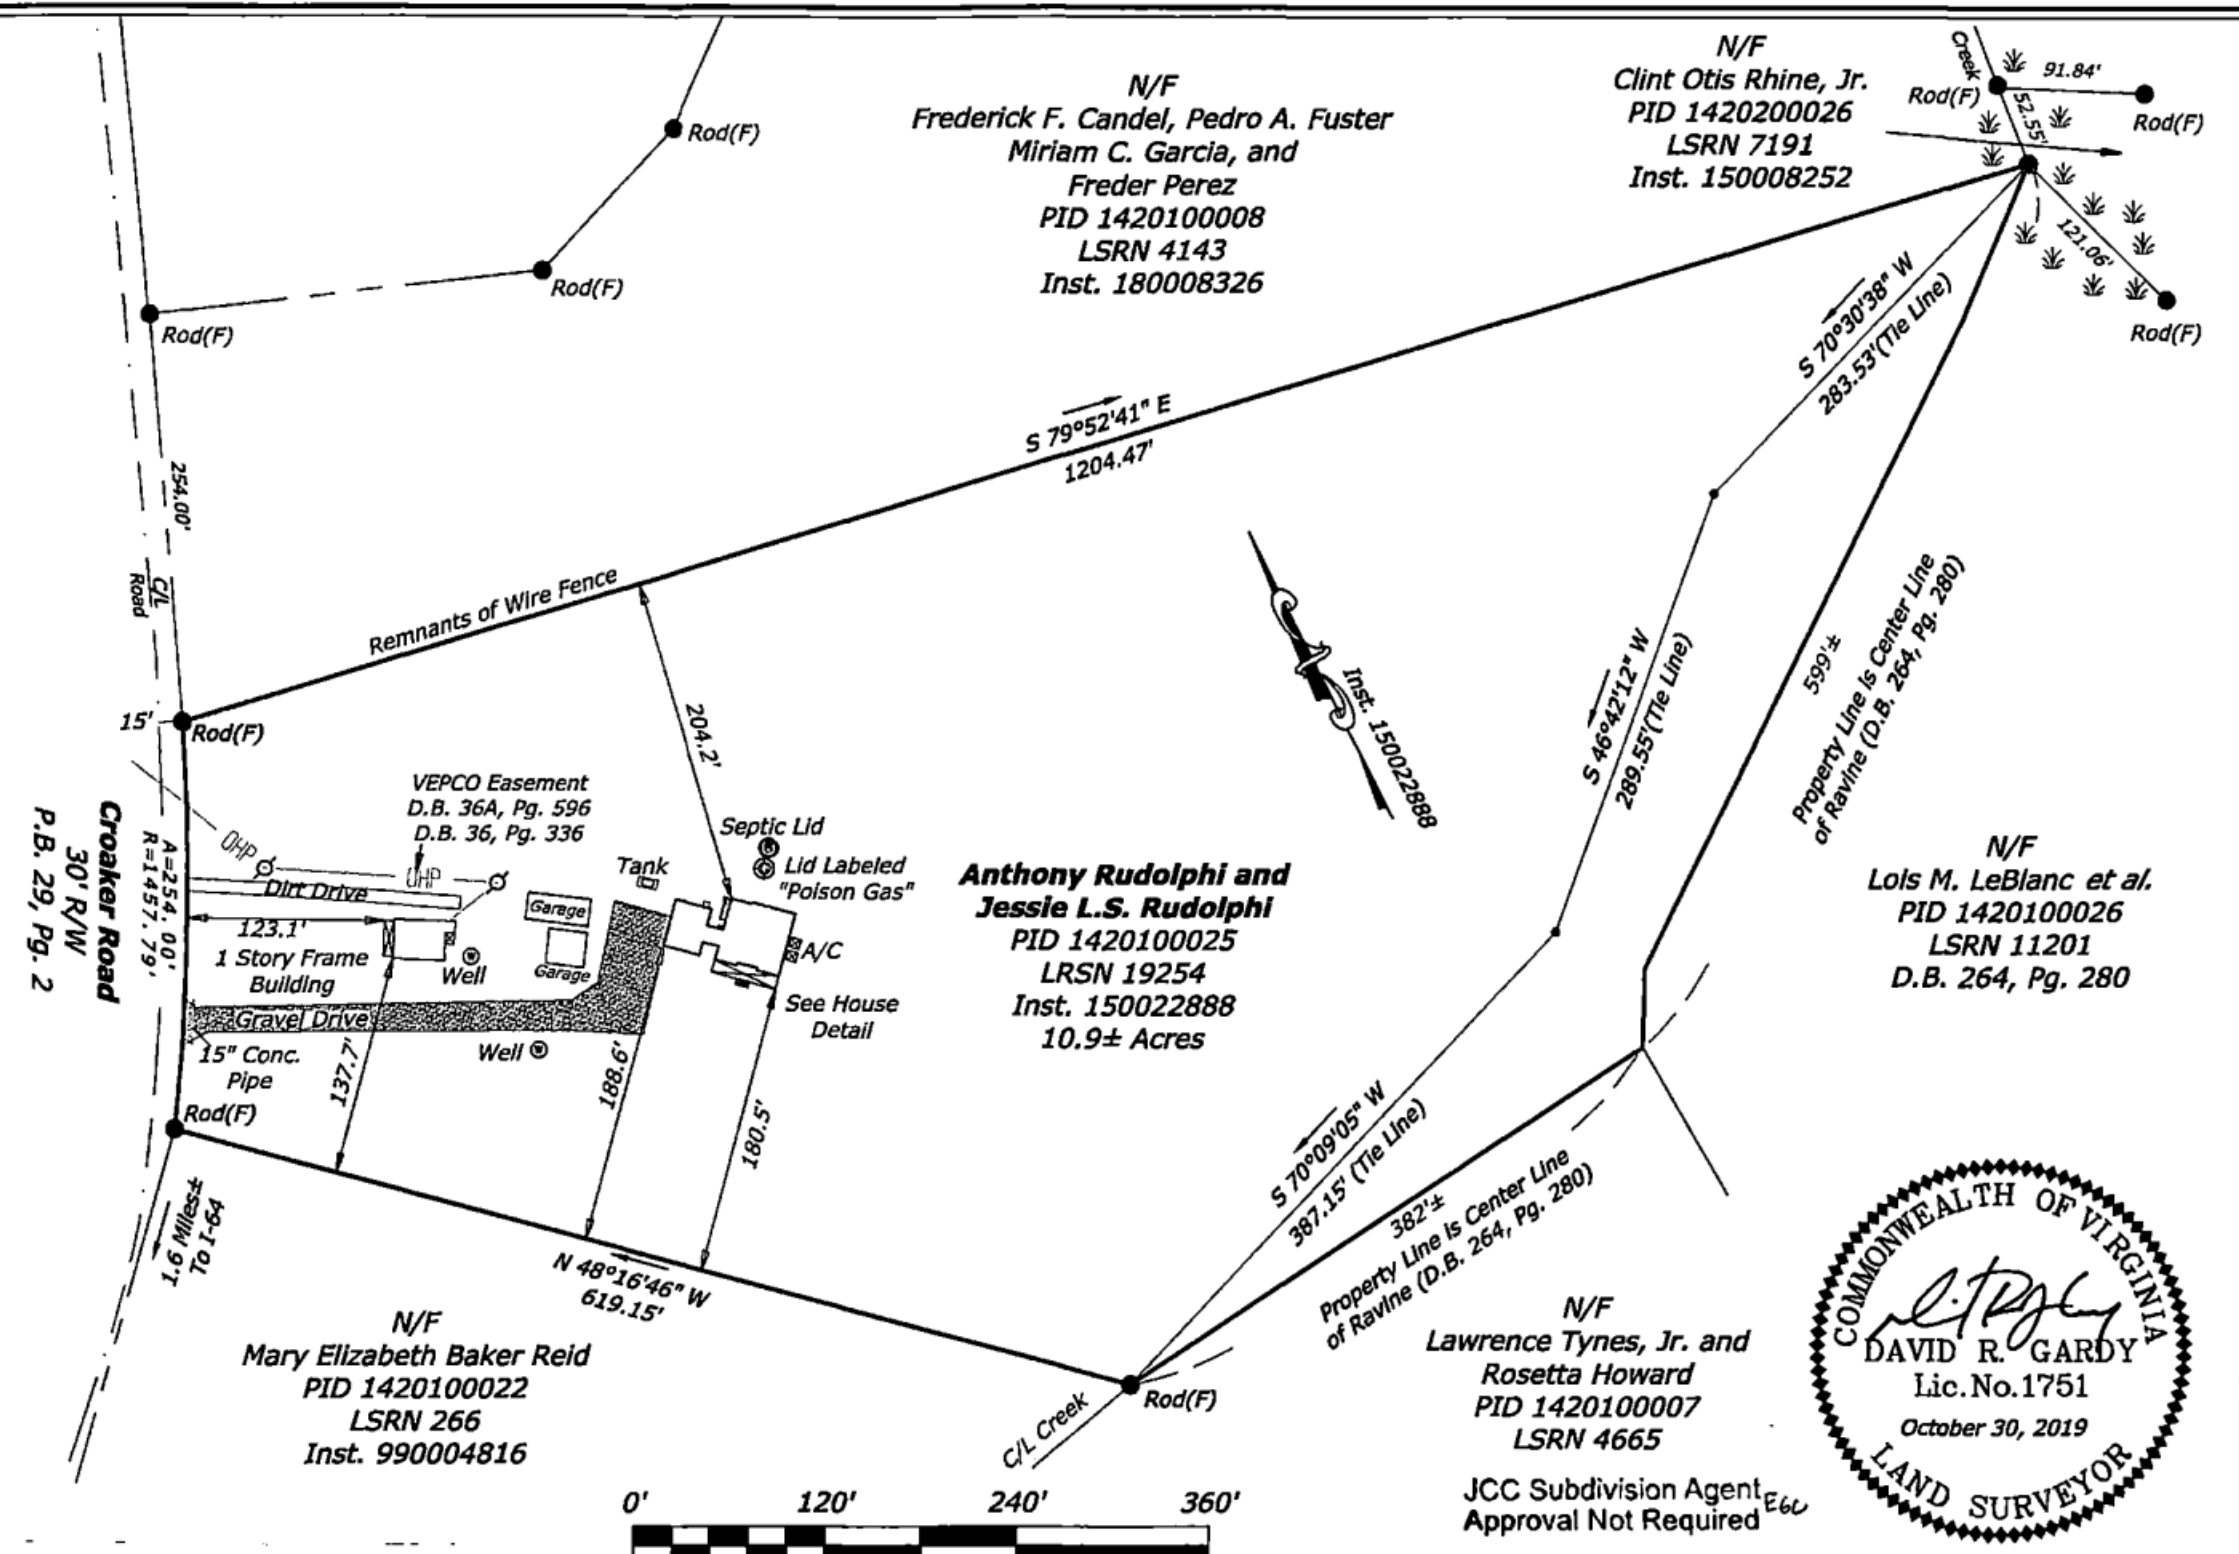 N/F
Frederick F. Candel, Pedro A. Fuster
Miriam C. Garcia, and
Freder Perez
PID 1420100008
LSRN 4143
Inst. 180008326
N/F
Clint Otis Rhine, Jr.
PID 1420200026
LSRN 7191
Inst. 150008252
Creek
Rod(F)
91.84'
Rod(F)
52.55'
121.06'
Rod(F)
Rod(F)
Rod(F)
Rod(F)
254.00'
C/L
Road
S 79°52'41" E
1204.47'
S 70°30'38" W
283.53'(Tie Line)
Remnants of Wire Fence
15'
Rod(F)
204.2'
Inst. 150022888
S 46°42'12" W
289.55'(Tie Line)
599'±
Property Line is Center Line
of Ravine (D.B. 264, Pg. 280)
VEPCO Easement
D.B. 36A, Pg. 596
D.B. 36, Pg. 336
OHP
OHP
Dirt Drive
123.1'
1 Story Frame
Building
Well
Garage
Garage
Tank
Septic Lid
Lid Labeled
"Poison Gas"
A/C
See House
Detail
Gravel Drive
15" Conc.
Pipe
Well
137.7'
188.6'
180.5'
A=254.00'
R=1457.79'
Croaker Road
30' R/W
P.B. 29, Pg. 2
Anthony Rudolphi and
Jessie L.S. Rudolphi
PID 1420100025
LRSN 19254
Inst. 150022888
10.9± Acres
N/F
Lois M. LeBlanc et al.
PID 1420100026
LSRN 11201
D.B. 264, Pg. 280
Rod(F)
1.6 Miles±
To I-64
N 48°16'46" W
619.15'
S 70°09'05" W
387.15' (Tie Line)
382'±
Property Line is Center Line
of Ravine (D.B. 264, Pg. 280)
Rod(F)
C/L Creek
N/F
Mary Elizabeth Baker Reid
PID 1420100022
LSRN 266
Inst. 990004816
N/F
Lawrence Tynes, Jr. and
Rosetta Howard
PID 1420100007
LSRN 4665
JCC Subdivision Agent
Approval Not Required
COMMONWEALTH OF VIRGINIA
DAVID R. GARDY
Lic.No.1751
October 30, 2019
LAND SURVEYOR
0' 120' 240' 360'